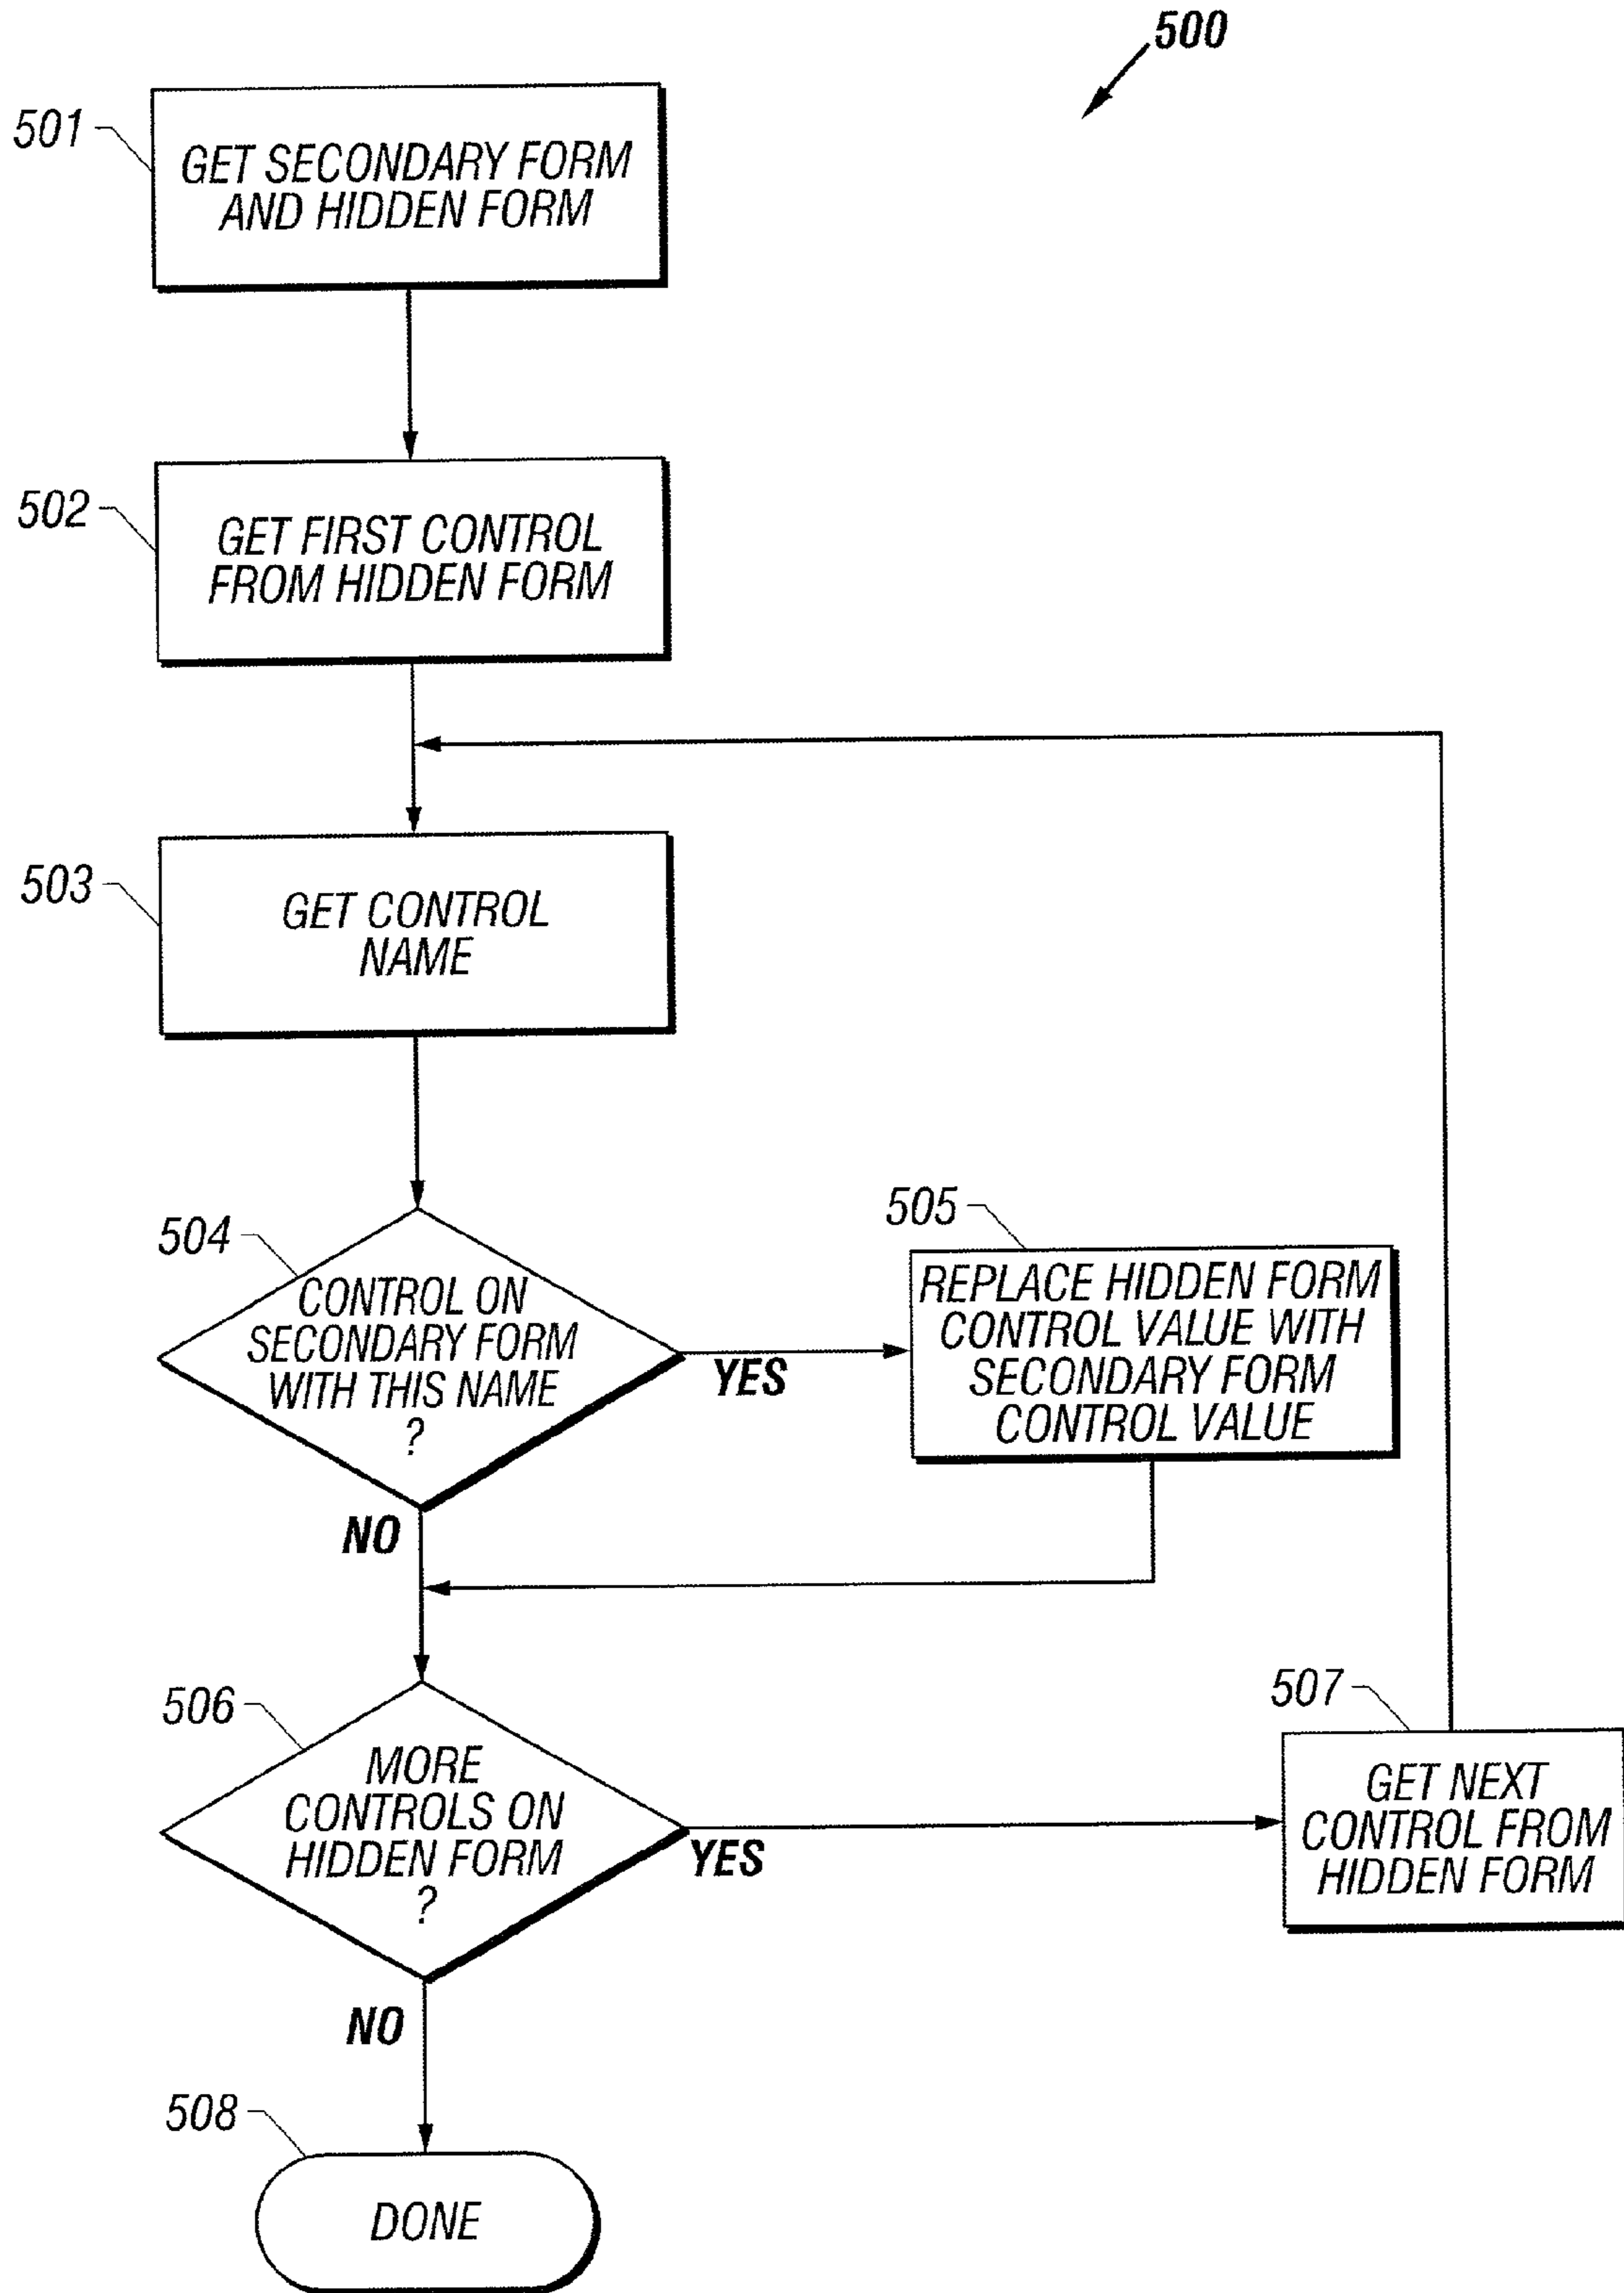 500
501
GET SECONDARY FORM
AND HIDDEN FORM
502
GET FIRST CONTROL
FROM HIDDEN FORM
503
GET CONTROL
NAME
504
CONTROL ON
SECONDARY FORM
WITH THIS NAME
?
YES
NO
505
REPLACE HIDDEN FORM
CONTROL VALUE WITH
SECONDARY FORM
CONTROL VALUE
506
MORE
CONTROLS ON
HIDDEN FORM
?
YES
NO
507
GET NEXT
CONTROL FROM
HIDDEN FORM
508
DONE